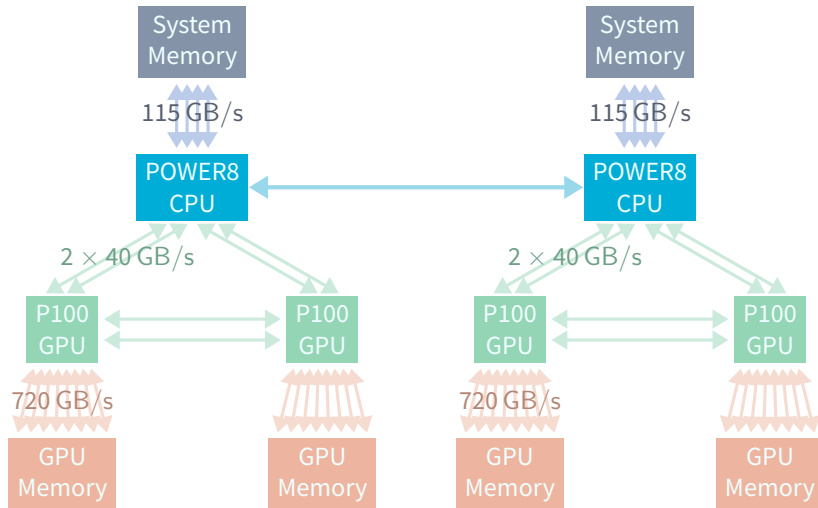 System
Memory
System
Memory
115 GB/s
115 GB/s
POWER8
CPU
POWER8
CPU
2 × 40 GB/s
2 × 40 GB/s
P100
GPU
P100
GPU
P100
GPU
P100
GPU
720 GB/s
720 GB/s
GPU
Memory
GPU
Memory
GPU
Memory
GPU
Memory